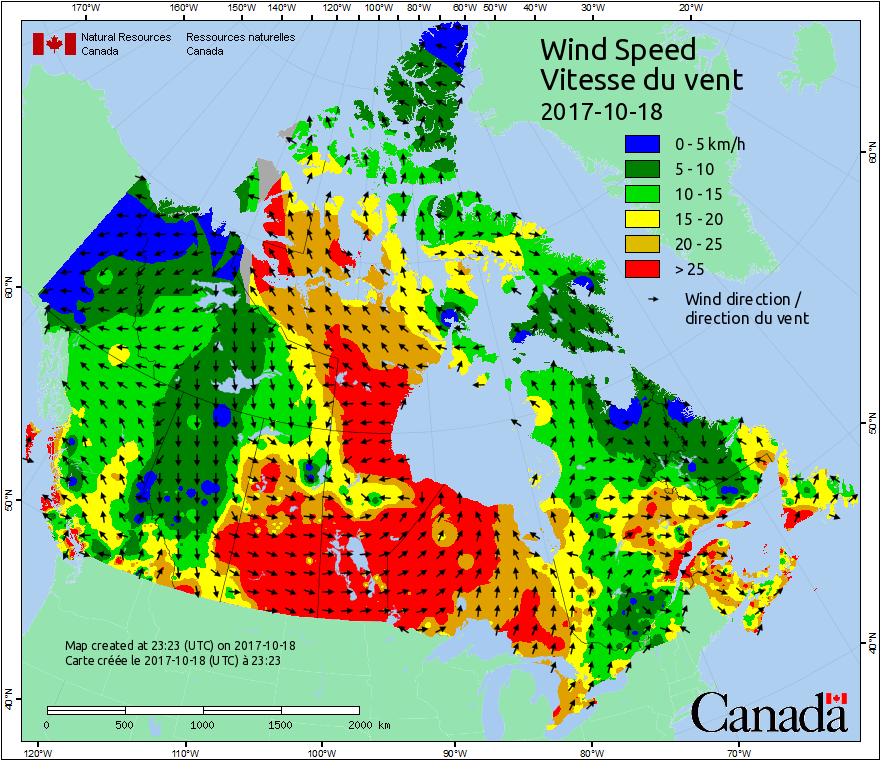 170°W 160°W 150°W 140°W 130°W 120°W 110°W 100°W 90°W 80°W 70°W 60°W 50°W 40°W 30°W 20°W
Natural Resources Canada
Ressources naturelles Canada
Wind Speed
Vitesse du vent
2017-10-18
0 - 5 km/h
5 - 10
10 - 15
15 - 20
20 - 25
> 25
Wind direction /
direction du vent
60°N
60°N
50°N
50°N
40°N
40°N
Map created at 23:23 (UTC) on 2017-10-18
Carte créée le 2017-10-18 (UTC) à 23:23
0 500 1000 1500 2000 km
Canada
120°W 110°W 100°W 90°W 80°W 70°W